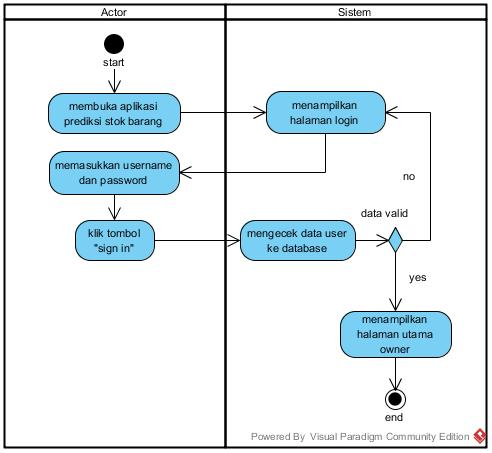 Actor
Sistem
start
membuka aplikasi
prediksi stok barang
menampilkan
halaman login
memasukkan username
dan password
no
data valid
klik tombol
"sign in"
mengecek data user
ke database
yes
menampilkan
halaman utama
owner
end
Powered By Visual Paradigm Community Edition